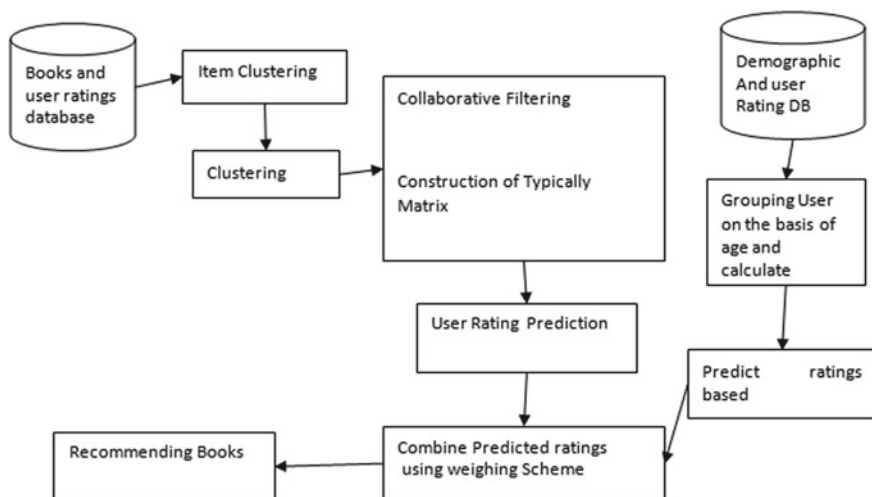 Books and
user ratings
database
Item Clustering
Clustering
Collaborative Filtering
Construction of Typically
Matrix
User Rating Prediction
Demographic
And user
Rating DB
Grouping User
on the basis of
age and
calculate
Predict ratings
based
Combine Predicted ratings
using weighing Scheme
Recommending Books